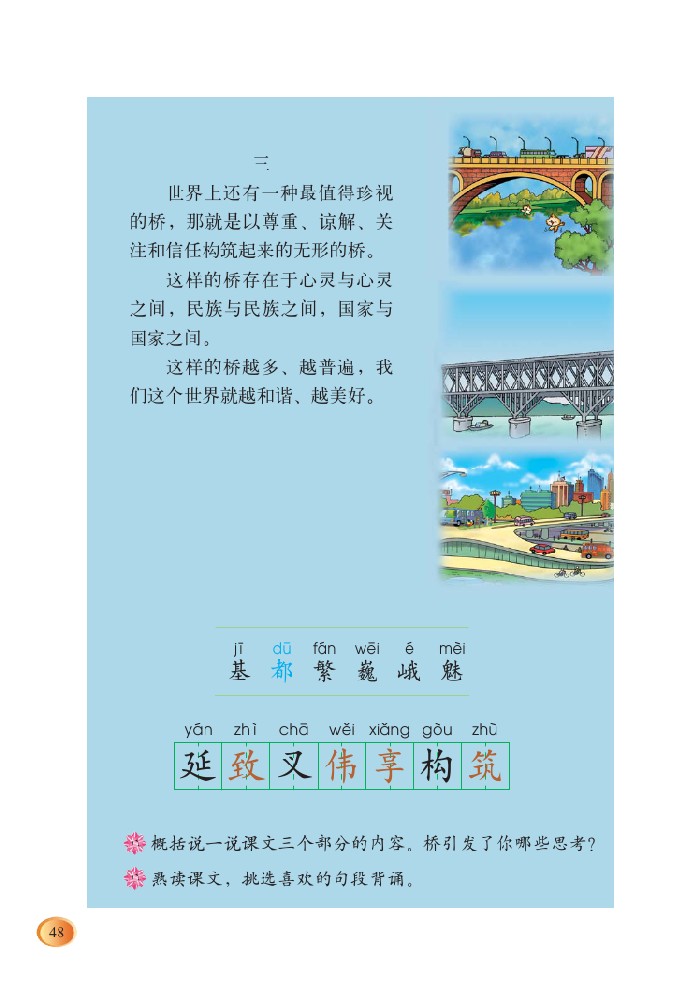 三
世界上还有一种最值得珍视
的桥，那就是以尊重、谅解、关
注和信任构筑起来的无形的桥。
这样的桥存在于心灵与心灵
之间，民族与民族之间，国家与
国家之间。
这样的桥越多、越普遍，我
们这个世界就越和谐、越美好。
jī dū fán wēi é mèi
基 都 繁 巍 峨 魅
yán zhì chā wěi xiǎng gòu zhù
延 致 叉 伟 享 构 筑
概括说一说课文三个部分的内容。桥引发了你哪些思考？
熟读课文，挑选喜欢的句段背诵。
48